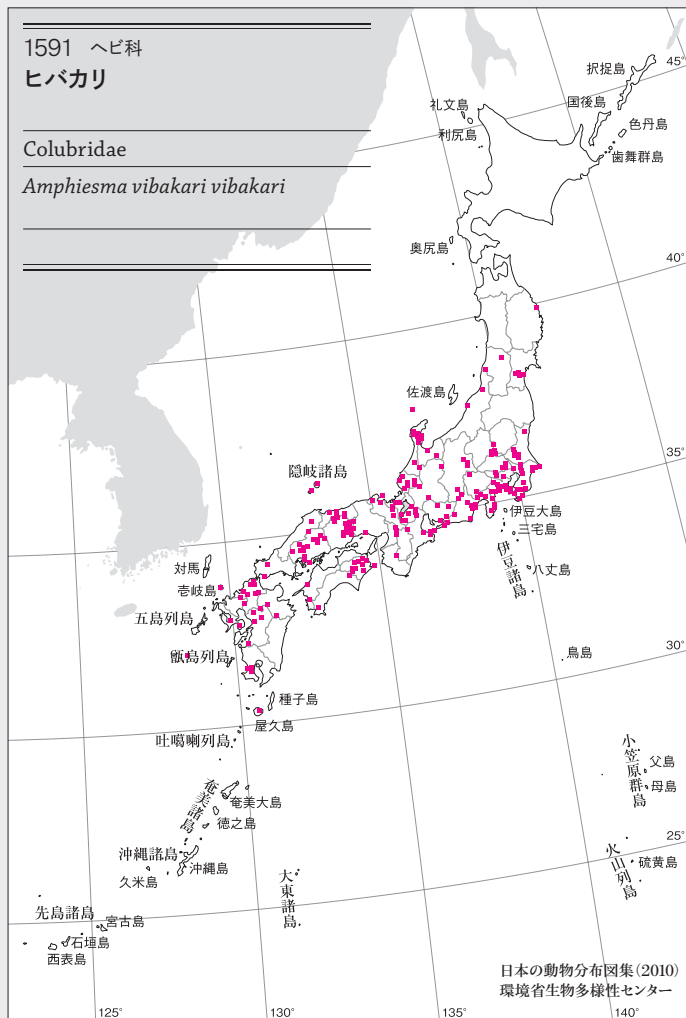 1591 ヘビ科
ヒバカリ
Colubridae
Amphiesma vibakari vibakari
45°
択捉島
国後島
礼文島
色丹島
利尻島
歯舞群島
奥尻島
40°
佐渡島
35°
隠岐諸島
伊豆大島
三宅島
対馬
八丈島
伊豆諸島
壱岐島
五島列島
甑島列島
鳥島
30°
種子島
屋久島
吐噶喇列島
小笠原群島
父島
母島
奄美諸島
奄美大島
徳之島
25°
沖縄諸島
沖縄島
久米島
火山列島
硫黄島
大東諸島
先島諸島
宮古島
石垣島
西表島
日本の動物分布図集(2010)
環境省生物多様性センター
125°
130°
135°
140°